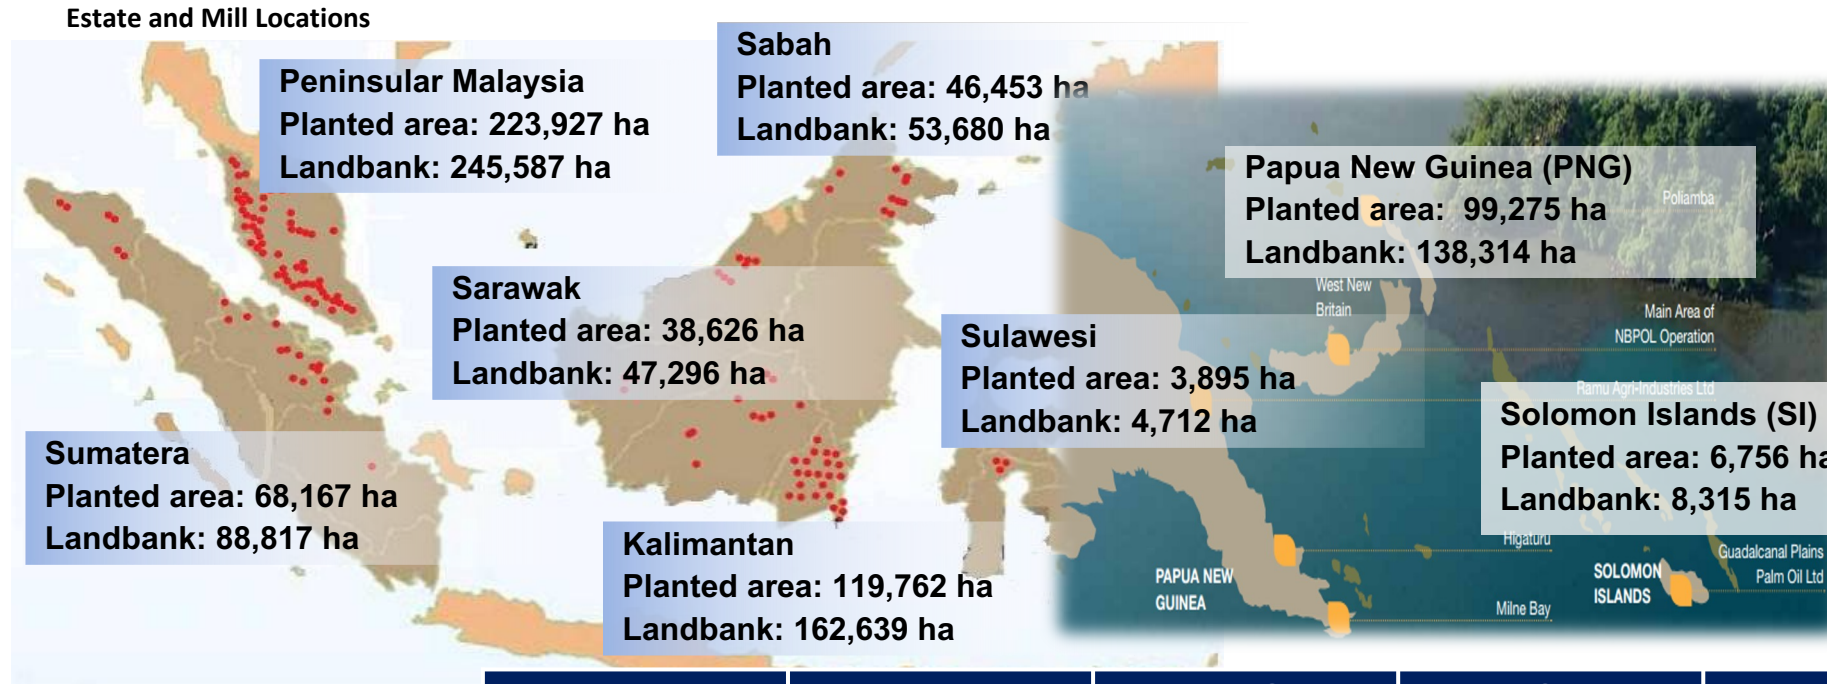 Estate and Mill Locations
Peninsular Malaysia
Planted area: 223,927 ha
Landbank: 245,587 ha
Sabah
Planted area: 46,453 ha
Landbank: 53,680 ha
Papua New Guinea (PNG)
Planted area: 99,275 ha
Landbank: 138,314 ha
Poliamba
West New
Britain
Main Area of
NBPOL Operation
Ramu Agri-Industries Ltd
Sarawak
Planted area: 38,626 ha
Landbank: 47,296 ha
Sulawesi
Planted area: 3,895 ha
Landbank: 4,712 ha
Solomon Islands (SI)
Planted area: 6,756 ha
Landbank: 8,315 ha
Sumatera
Planted area: 68,167 ha
Landbank: 88,817 ha
Kalimantan
Planted area: 119,762 ha
Landbank: 162,639 ha
Higaturu
PAPUA NEW
GUINEA
Milne Bay
SOLOMON
ISLANDS
Guadalcanal Plains
Palm Oil Ltd